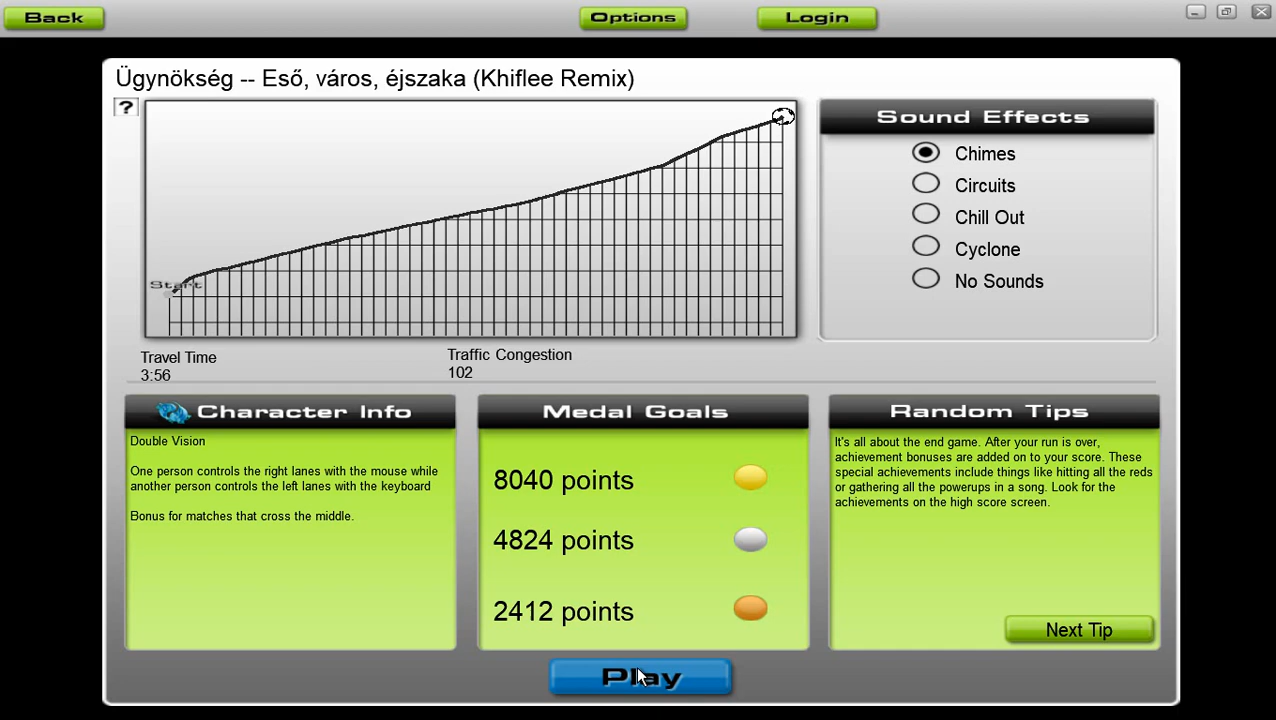 Back
Options
Login
Ügynökség -- Eső, város, éjszaka (Khiflee Remix)
?
Start
Travel Time
3:56
Traffic Congestion
102
Sound Effects
Chimes
Circuits
Chill Out
Cyclone
No Sounds
Character Info
Double Vision
One person controls the right lanes with the mouse while
another person controls the left lanes with the keyboard
Bonus for matches that cross the middle.
Medal Goals
8040 points
4824 points
2412 points
Random Tips
It's all about the end game. After your run is over,
achievement bonuses are added on to your score. These
special achievements include things like hitting all the reds
or gathering all the powerups in a song. Look for the
achievements on the high score screen.
Next Tip
Play